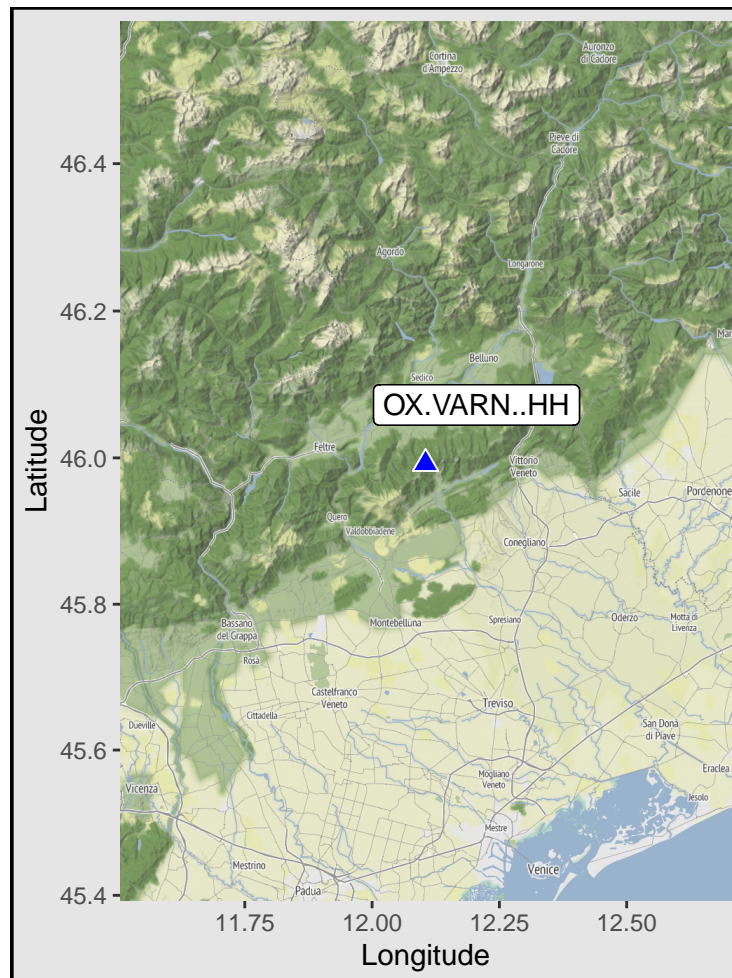 Cortina
d'Ampezzo
Auronzo
di Cadore
Pieve di
Cadore
46.4
Agordo
Longarone
46.2
Man
Belluno
Sedico
OX.VARN..HH
Feltre
46.0
Vittorio
Veneto
Latitude
Sacile
Pordenone
Quero
Valdobbiadene
Conegliano
45.8
Bassano
del Grappa
Montebelluna
Spresiano
Oderzo
Motta di
Livenza
Rosà
Castelfranco
Veneto
Cittadella
Treviso
Dueville
San Donà
di Piave
45.6
Mogliano
Veneto
Eraclea
Vicenza
Jesolo
Mestre
Mestrino
Venice
Padua
45.4
11.75
12.00
12.25
12.50
Longitude